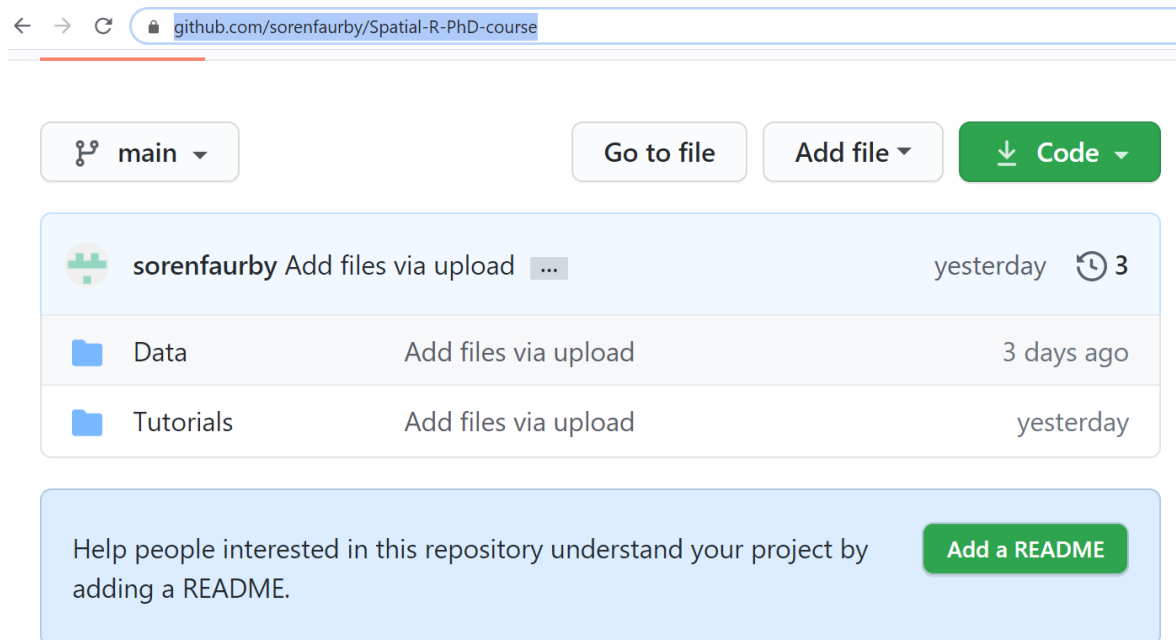 github.com/sorenfaurby/Spatial-R-PhD-course
main Go to file Add file Code
sorenfaurby Add files via upload ... yesterday 3
Data Add files via upload 3 days ago
Tutorials Add files via upload yesterday
Help people interested in this repository understand your project by
adding a README.
Add a README